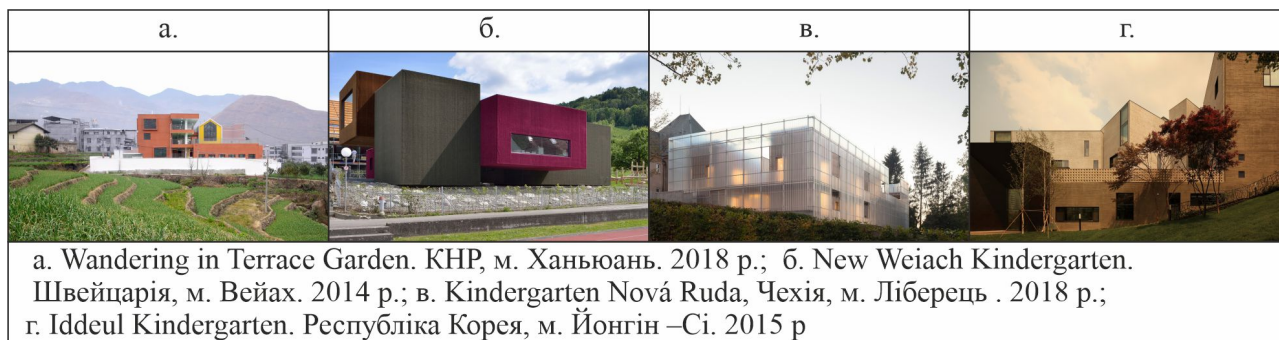 а. б. в. г.
а. Wandering in Terrace Garden. КНР, м. Ханьюань. 2018 р.; б. New Weiach Kindergarten.
Швейцарія, м. Вейах. 2014 р.; в. Kindergarten Nová Ruda, Чехія, м. Ліберець . 2018 р.;
г. Iddeul Kindergarten. Республіка Корея, м. Йонгін –Сі. 2015 р